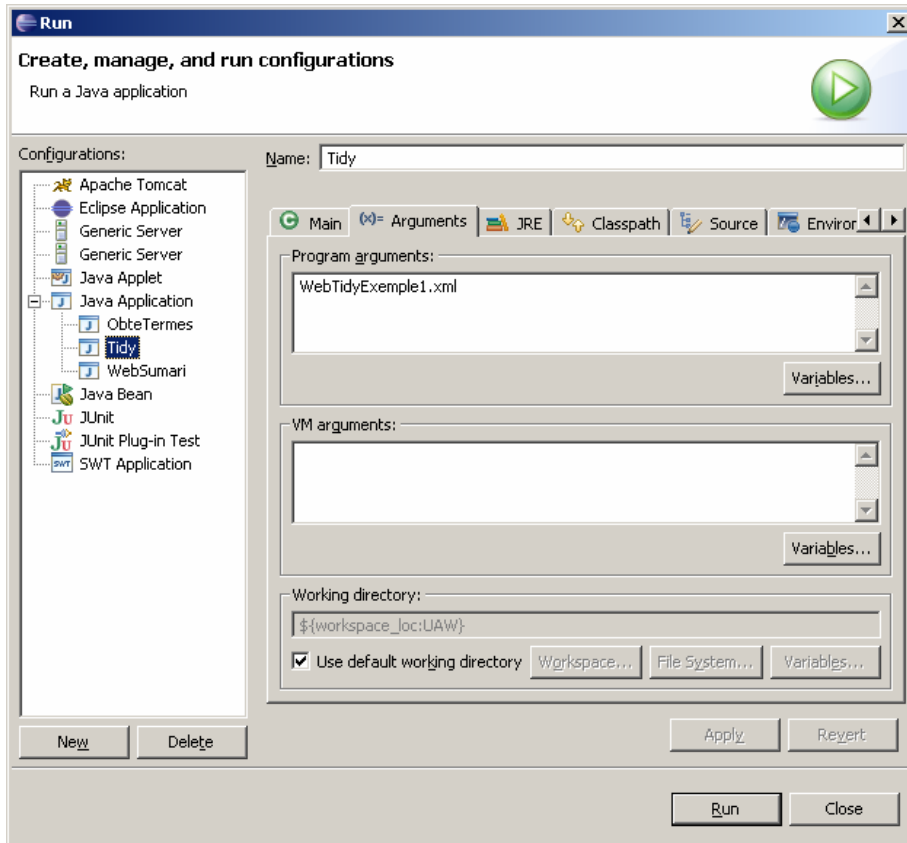 Run
Create, manage, and run configurations
Run a Java application
Configurations:
Apache Tomcat
Eclipse Application
Generic Server
Generic Server
Java Applet
Java Application
ObteTermes
Tidy
WebSumari
Java Bean
JUnit
JUnit Plug-in Test
SWT Application
New
Delete
Name: Tidy
Main (x)= Arguments JRE Classpath Source Environ
Program arguments:
WebTidyExemple1.xml
Variables...
VM arguments:
Variables...
Working directory:
${workspace_loc:UAW}
Use default working directory Workspace... File System... Variables...
Apply Revert
Run Close